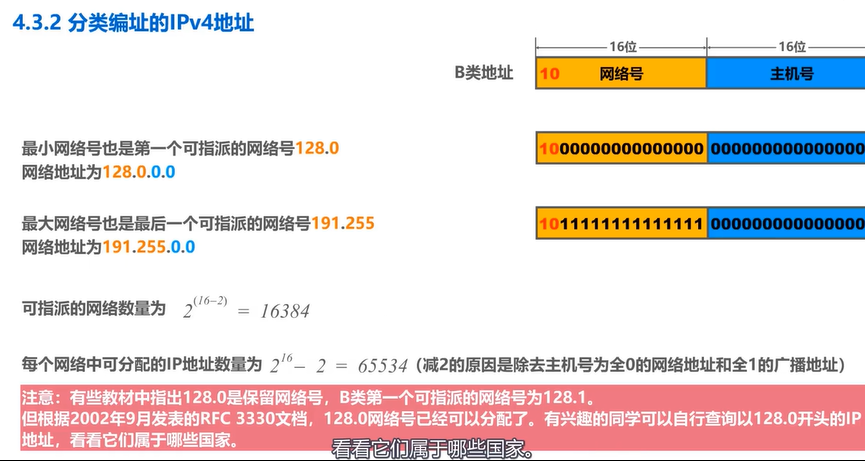 4.3.2 分类编址的IPv4地址
16位 16位
B类地址 10 网络号 主机号
最小网络号也是第一个可指派的网络号128.0
网络地址为128.0.0.0
1000000000000000 000000000000000
最大网络号也是最后一个可指派的网络号191.255
网络地址为191.255.0.0
1011111111111111 000000000000000
可指派的网络数量为 2^(16-2) = 16384
每个网络中可分配的IP地址数量为 2^16 - 2 = 65534 (减2的原因是除去主机号为全0的网络地址和全1的广播地址)
注意：有些教材中指出128.0是保留网络号，B类第一个可指派的网络号为128.1。
但根据2002年9月发表的RFC 3330文档，128.0网络号已经可以分配了。有兴趣的同学可以自行查询以128.0开头的IP
地址，看看它们属于哪些国家。
看看它们属于哪些国家。